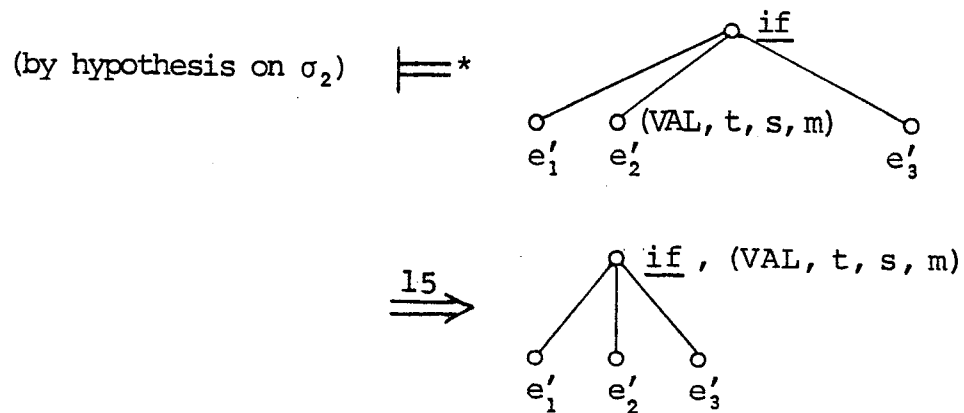 if
(by hypothesis on σ₂) ⊨*
(VAL, t, s, m)
e′₁ e′₂ e′₃
if , (VAL, t, s, m)
15
e′₁ e′₂ e′₃